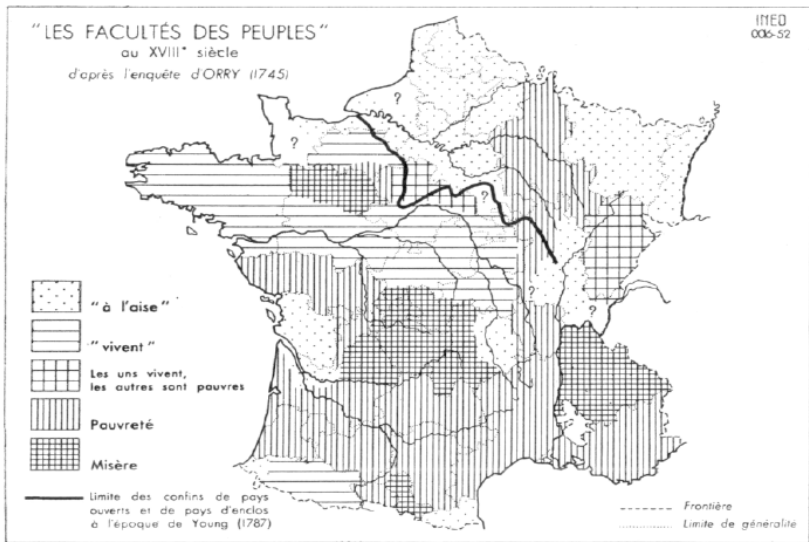 "LES FACULTÉS DES PEUPLES"
au XVIII° siècle
d'après l'enquête d'ORRY (1745)
INED
006-52
?
?
?
?
?
"à l'aise"
"vivent"
Les uns vivent,
les autres sont pauvres
Pauvreté
Misère
Limite des confins de pays
ouverts et de pays d'enclos
à l'époque de Young (1787)
Frontière
Limite de généralité